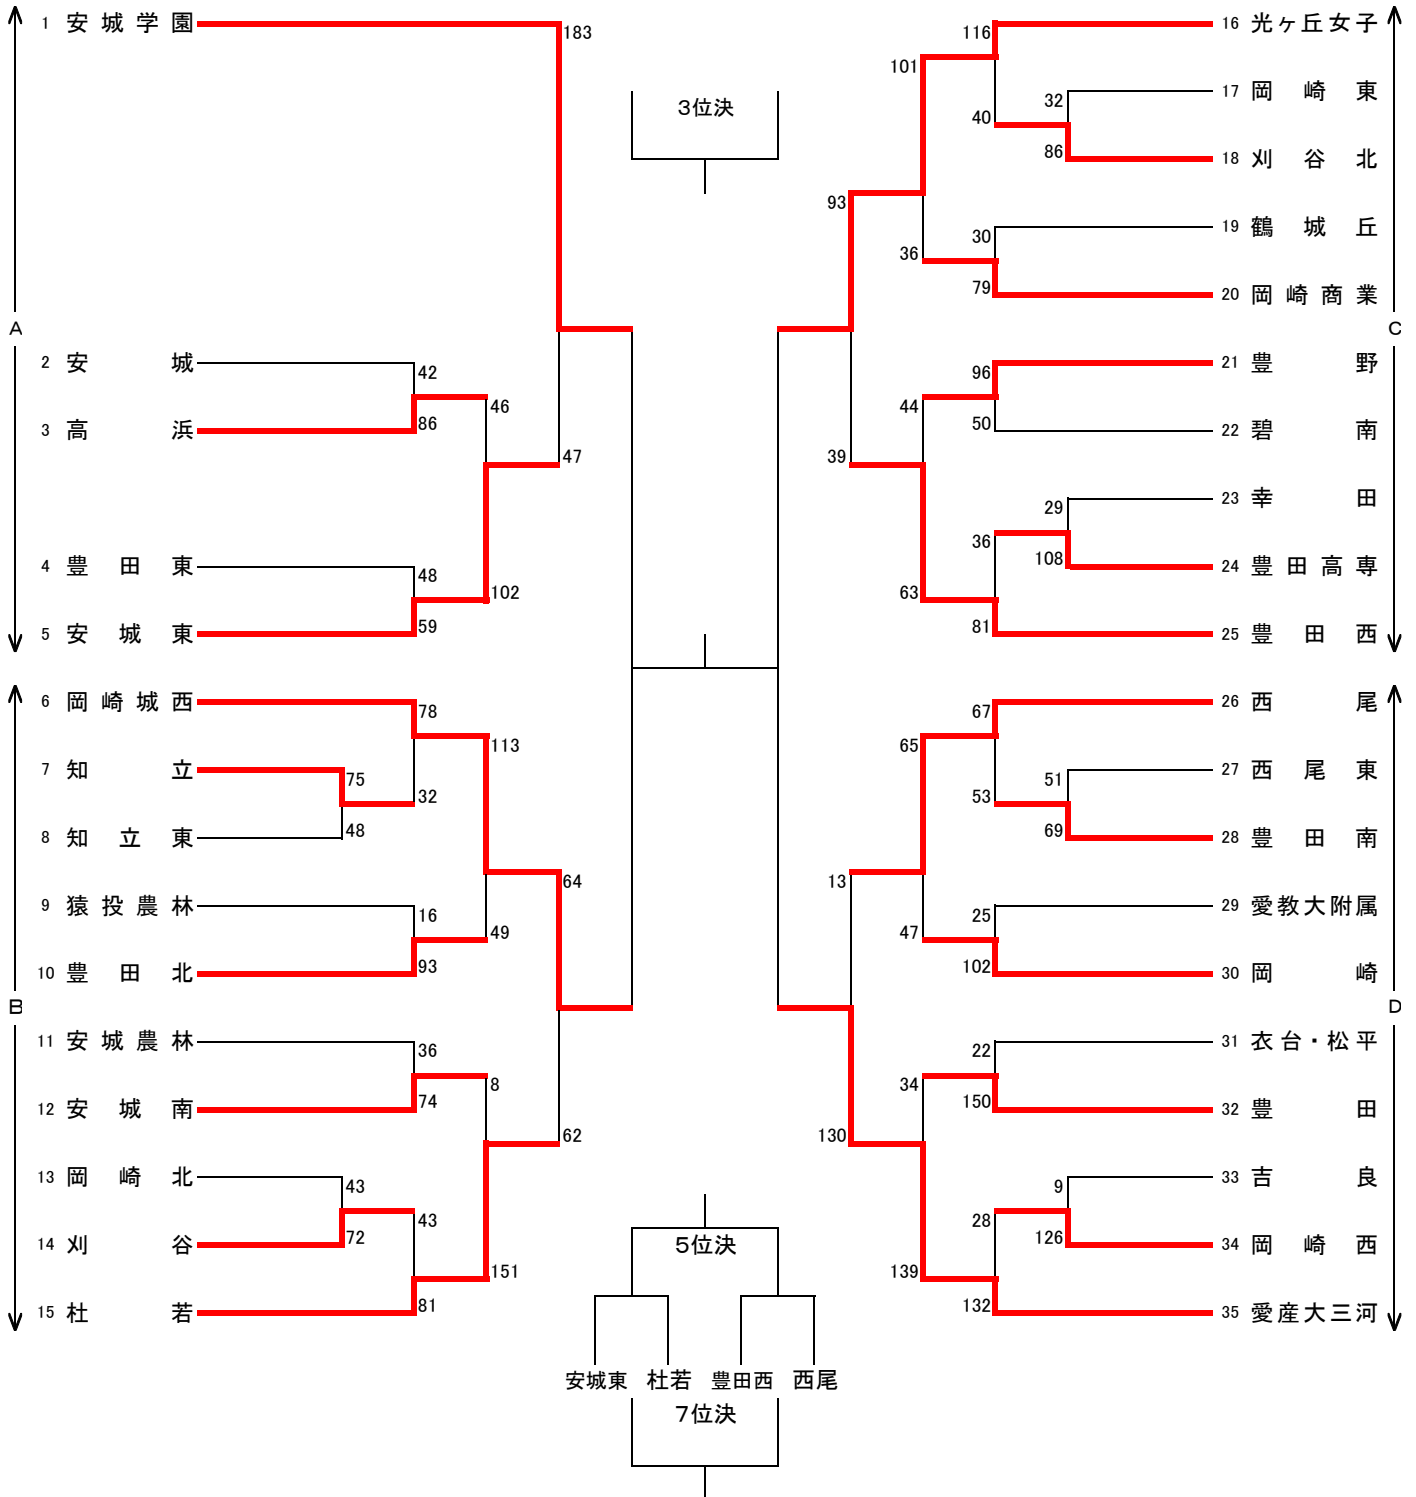 1 安城学園 183
A
2 安城 42
46
3 高浜 86
47
4 豊田東 48
102
5 安城東 59
6 岡崎城西 78
113
7 知立 75
32
8 知立東 48
64
9 猿投農林 16
49
10 豊田北 93
B
11 安城農林 36
8
12 安城南 74
62
13 岡崎北 43
43
14 刈谷 72
151
15 杜若 81
3位決
116 16 光ヶ丘女子
101
32 17 岡崎東
40
86 18 刈谷北
93
30 19 鶴城丘
36
79 20 岡崎商業
C
96 21 豊野
44
50 22 碧南
39
29 23 幸田
36
108 24 豊田高専
63
81 25 豊田西
67 26 西尾
65
51 27 西尾東
53
69 28 豊田南
13
25 29 愛教大附属
47
102 30 岡崎
D
22 31 衣台・松平
34
150 32 豊田
130
9 33 吉良
28
126 34 岡崎西
139
132 35 愛産大三河
5位決
安城東 杜若 豊田西 西尾
7位決